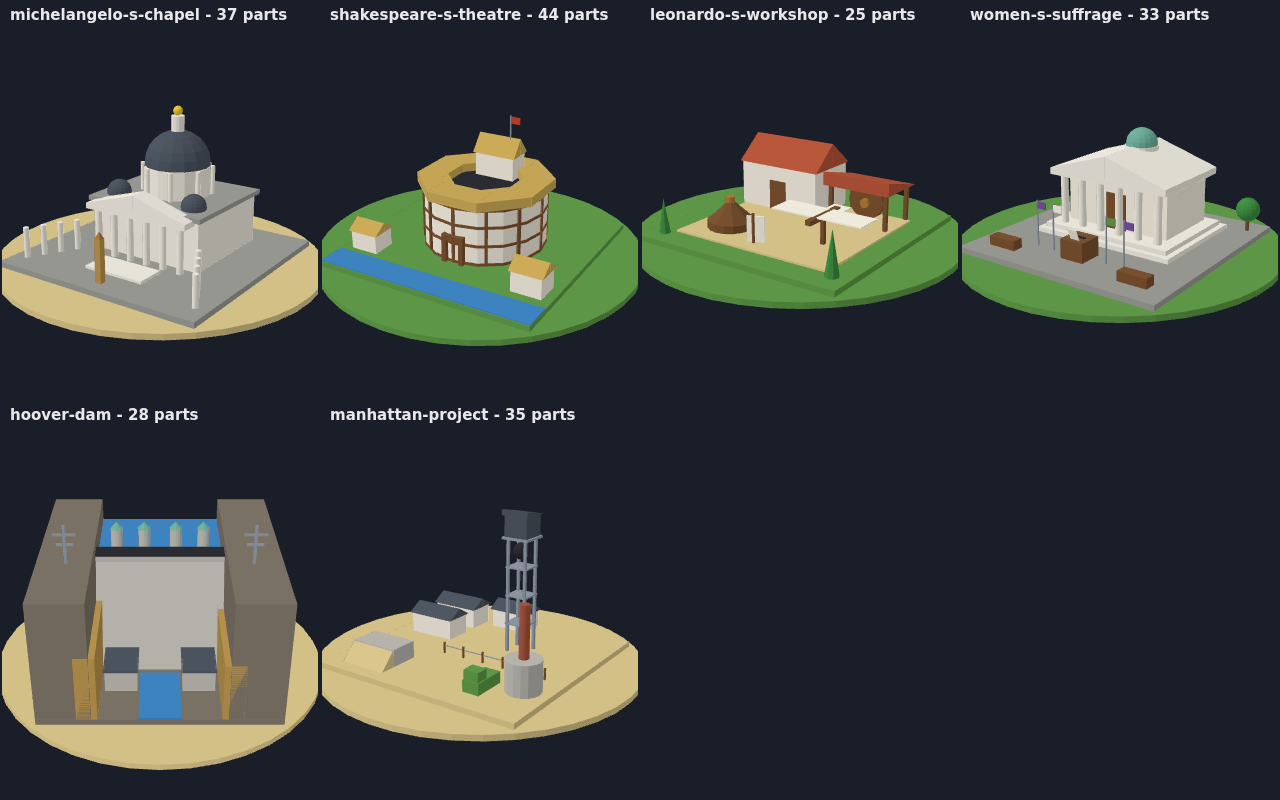 michelangelo-s-chapel - 37 parts
shakespeare-s-theatre - 44 parts
leonardo-s-workshop - 25 parts
women-s-suffrage - 33 parts
hoover-dam - 28 parts
manhattan-project - 35 parts